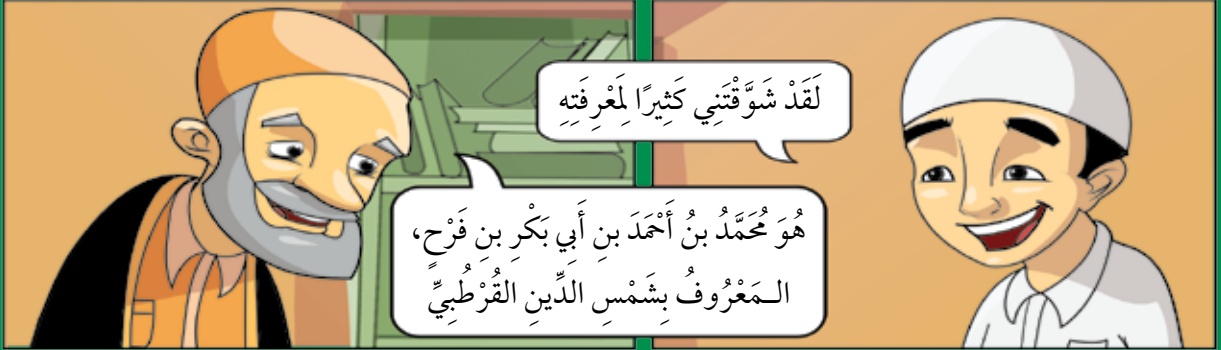 لَقَدْ شَوَّقْتَنِي كَثِيرًا لِمَعْرِفَتِهِ
هُوَ مُحَمَّدُ بنُ أَحْمَدَ بنِ أَبِي بَكْرِ بنِ فَرْحٍ،
الـمَعْرُوفُ بِشَمْسِ الدِّينِ القُرْطُبِيِّ